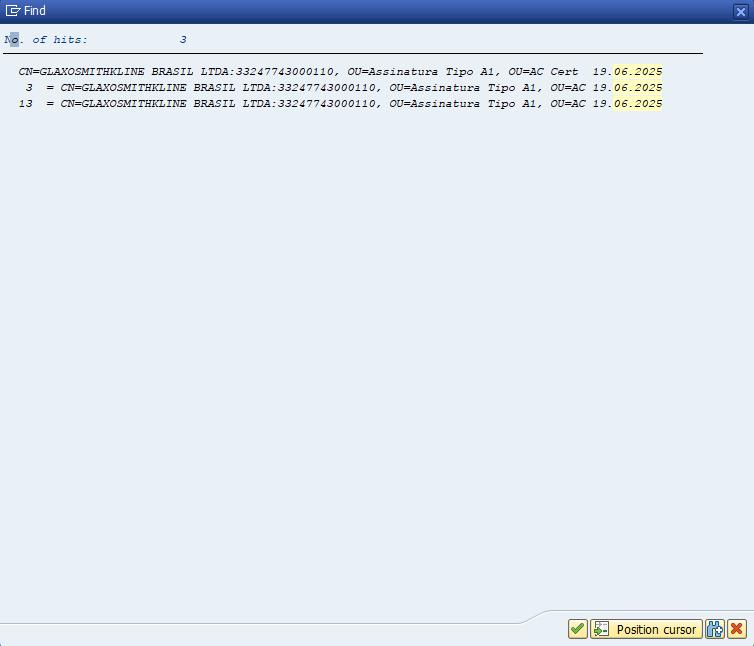 Find
No. of hits: 3
CN=GLAXOSMITHKLINE BRASIL LTDA:33247743000110, OU=Assinatura Tipo A1, OU=AC Cert 19.06.2025
3 = CN=GLAXOSMITHKLINE BRASIL LTDA:33247743000110, OU=Assinatura Tipo A1, OU=AC 19.06.2025
13 = CN=GLAXOSMITHKLINE BRASIL LTDA:33247743000110, OU=Assinatura Tipo A1, OU=AC 19.06.2025
Position cursor